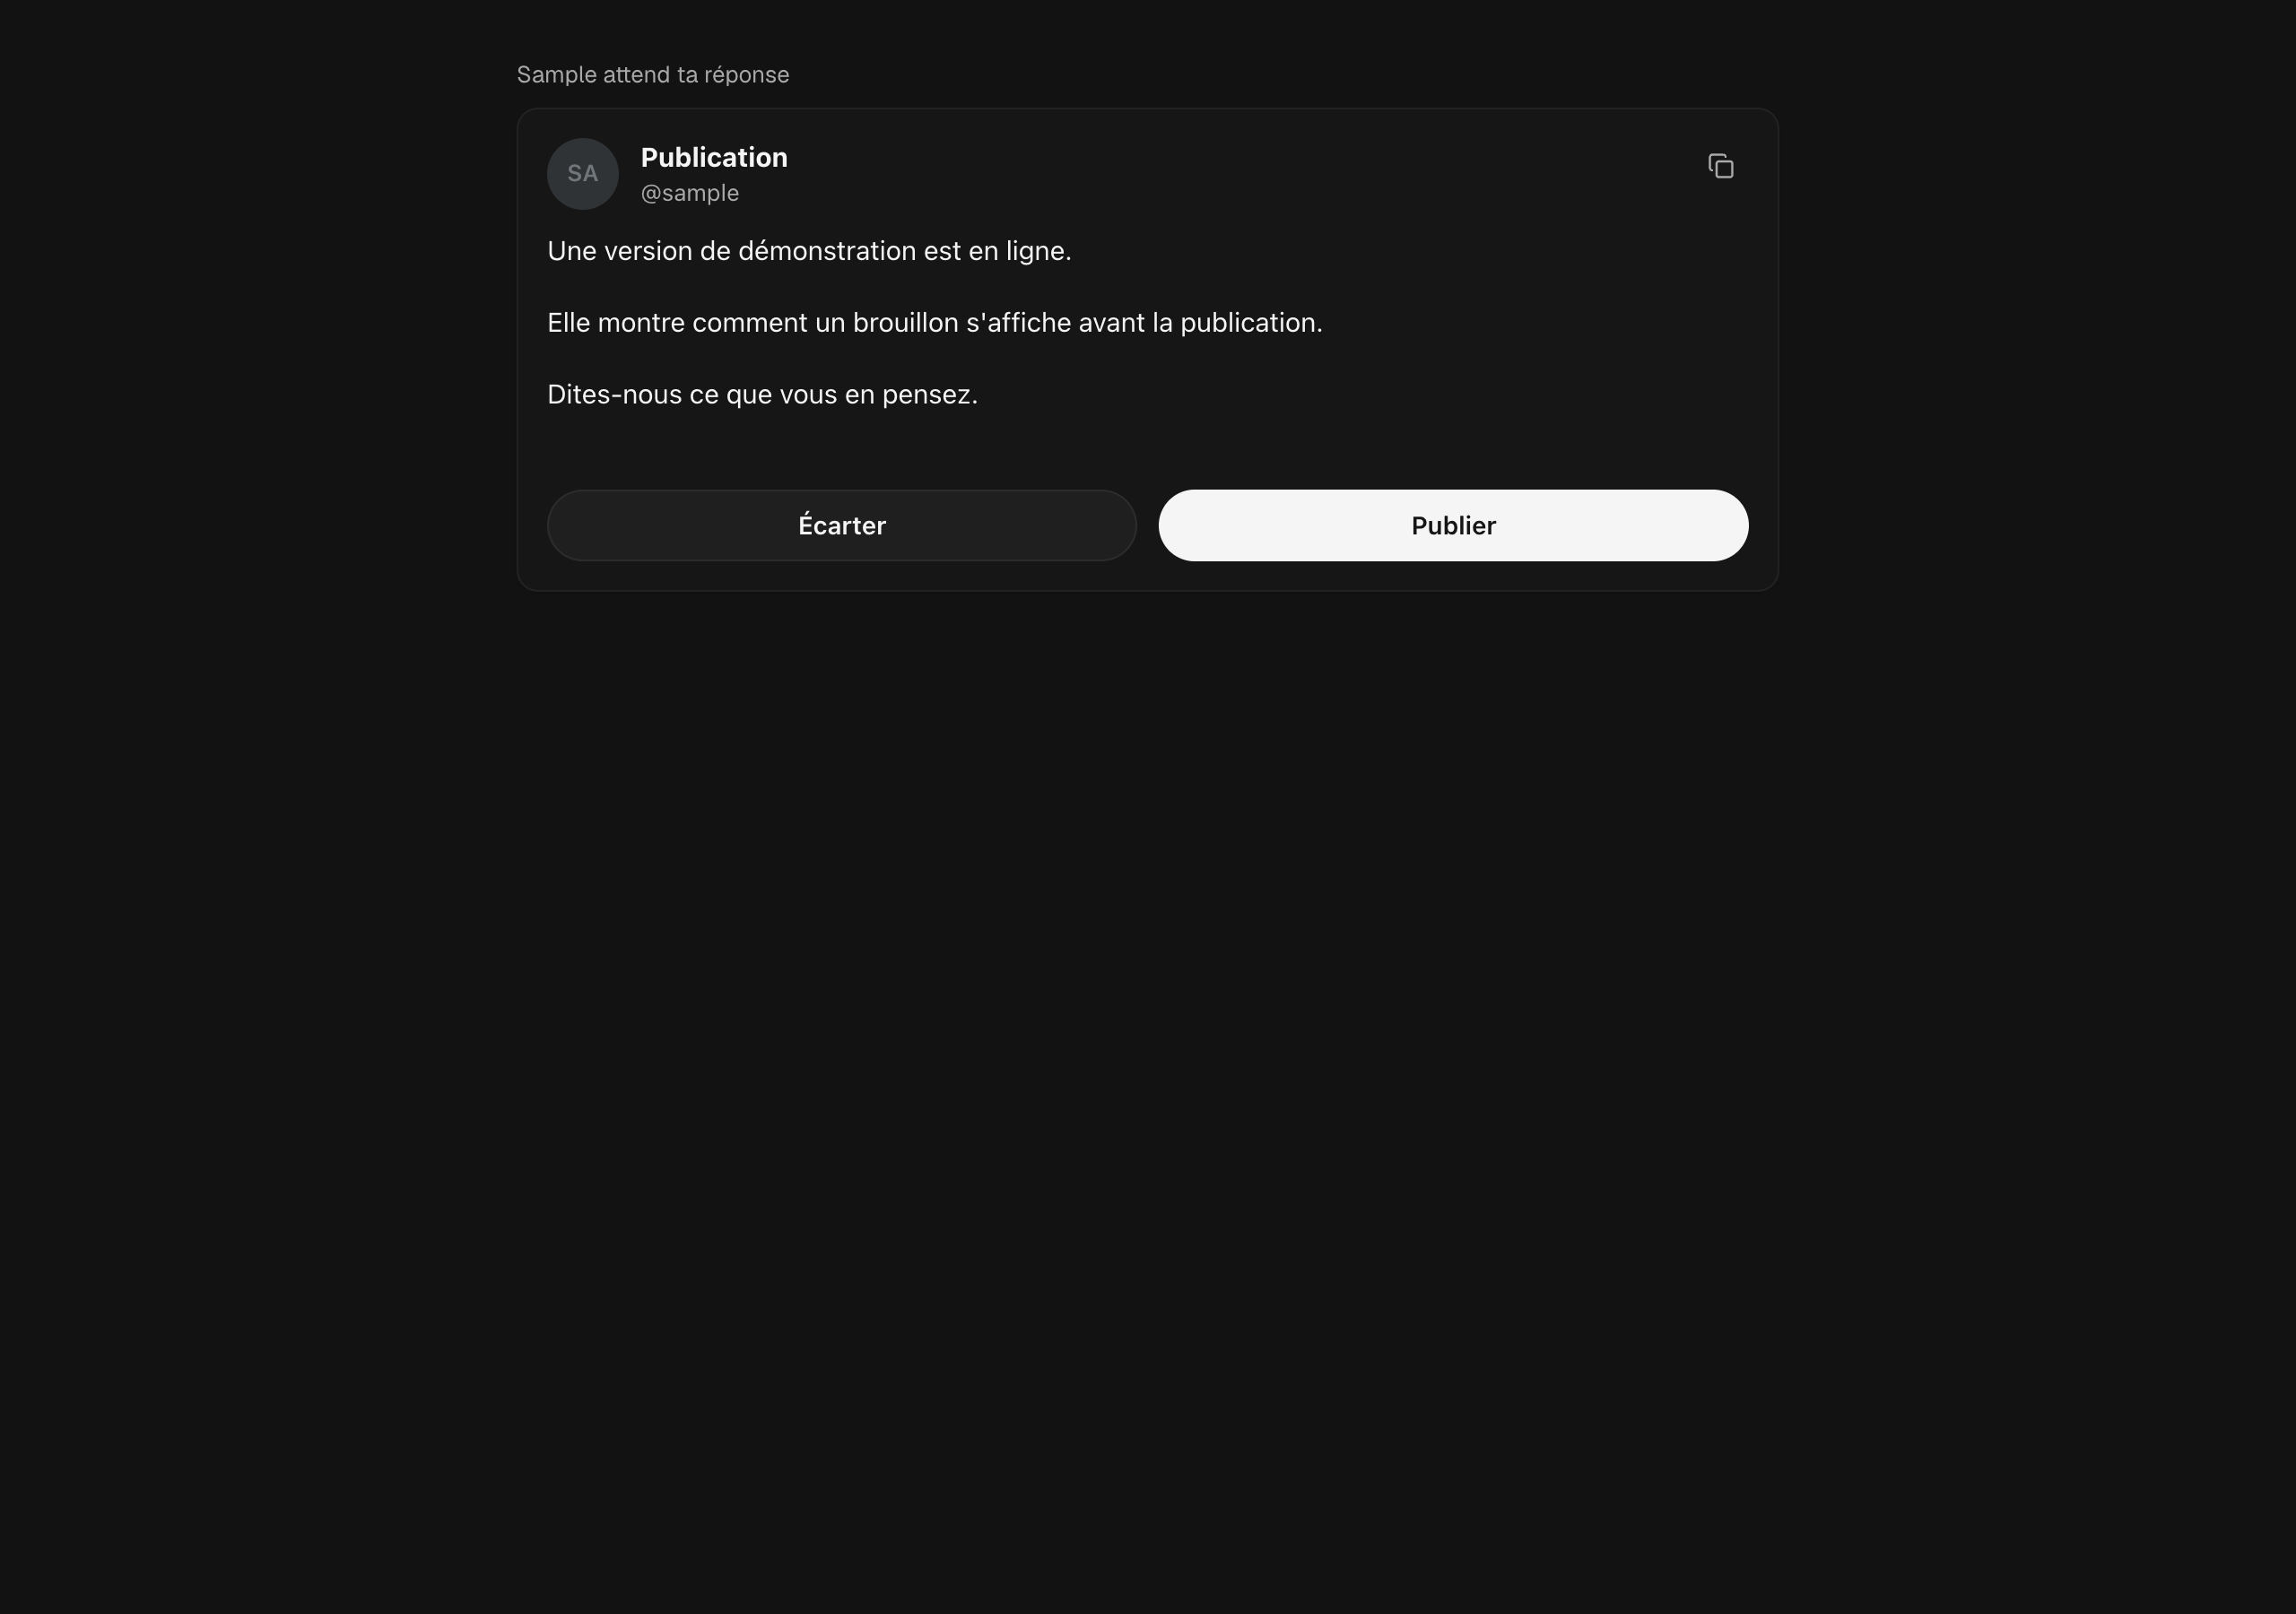 Sample attend ta réponse
SA
Publication
@sample
Une version de démonstration est en ligne.
Elle montre comment un brouillon s'affiche avant la publication.
Dites-nous ce que vous en pensez.
Écarter
Publier